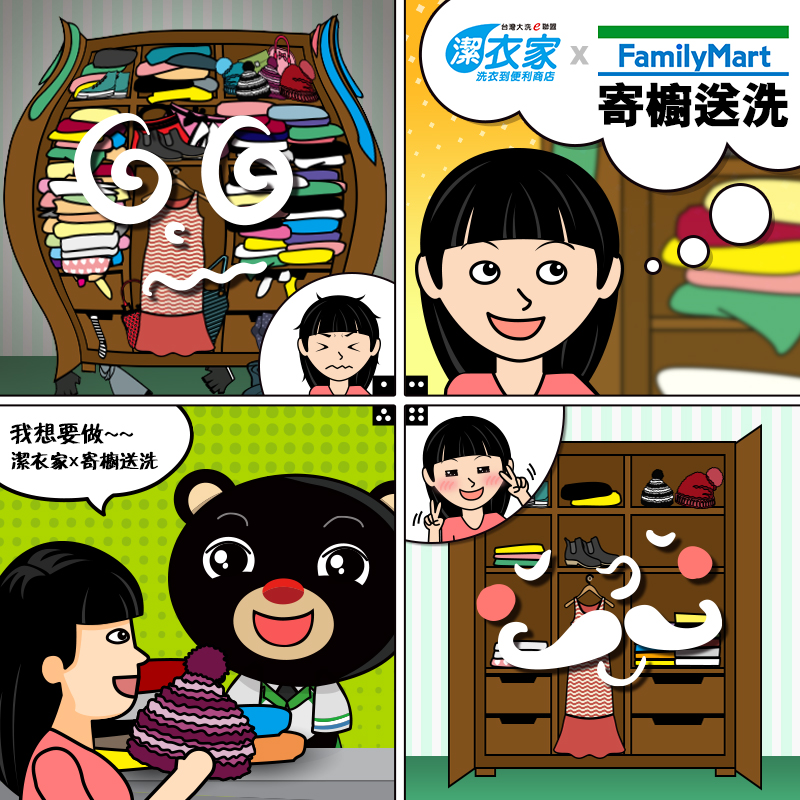 台灣大洗e聯盟
潔衣家
洗衣到便利商店
x
FamilyMart
寄櫥送洗
我想要做~~
潔衣家x寄櫥送洗